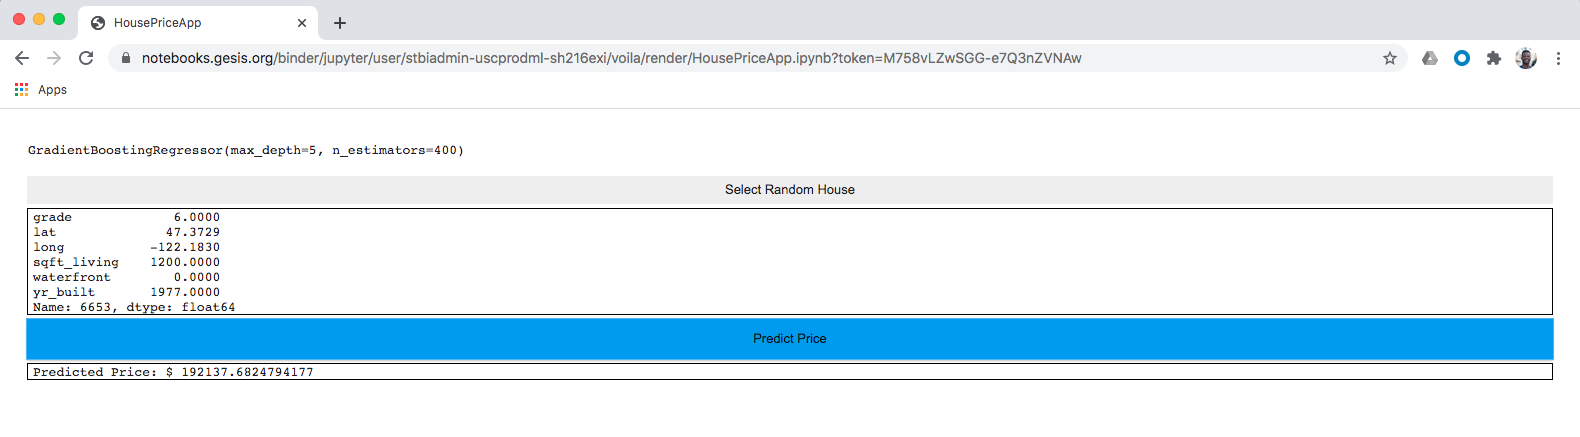 HousePriceApp
notebooks.gesis.org/binder/jupyter/user/stbiadmin-uscprodml-sh216exi/voila/render/HousePriceApp.ipynb?token=M758vLZwSGG-e7Q3nZVNAw
Apps
GradientBoostingRegressor(max_depth=5, n_estimators=400)
Select Random House
grade 6.0000
lat 47.3729
long -122.1830
sqft_living 1200.0000
waterfront 0.0000
yr_built 1977.0000
Name: 6653, dtype: float64
Predict Price
Predicted Price: $ 192137.6824794177